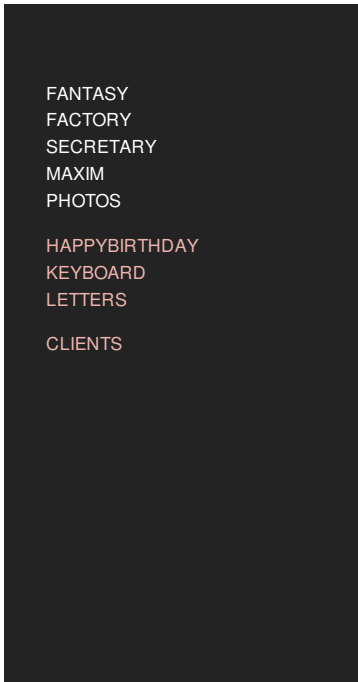 FANTASY
FACTORY
SECRETARY
MAXIM
PHOTOS
HAPPYBIRTHDAY
KEYBOARD
LETTERS
CLIENTS